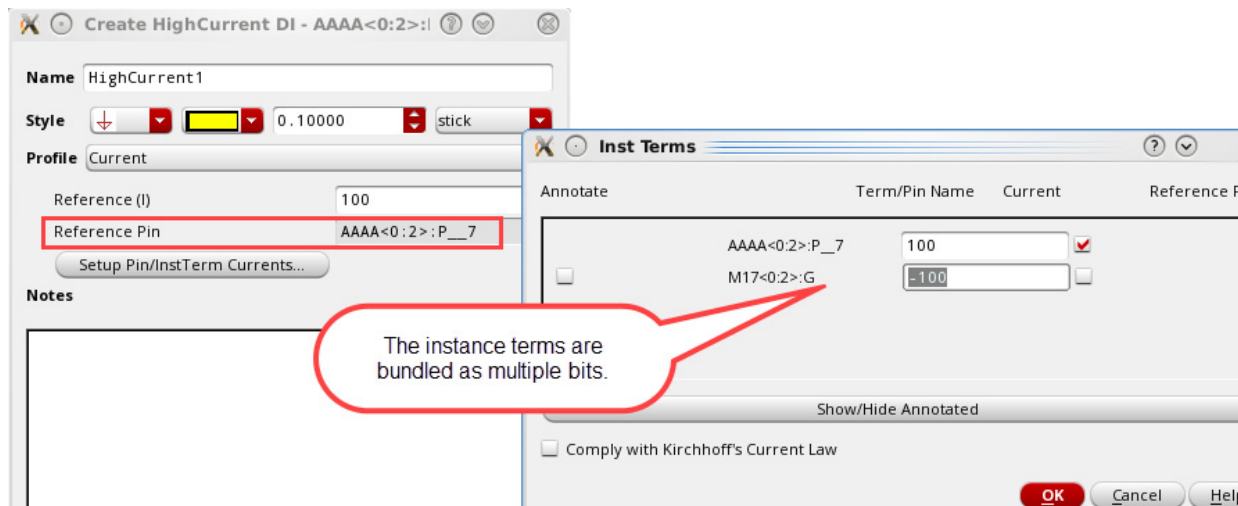 Create HighCurrent DI - AAAA<0:2>:
Name HighCurrent1
Style 0.10000 stick
Profile Current
Reference (I) 100
Reference Pin AAAA<0:2>:P__7
Setup Pin/InstTerm Currents...
Notes
Inst Terms
Annotate Term/Pin Name Current Reference
AAAA<0:2>:P__7 100
M17<0:2>:G -100
The instance terms are
bundled as multiple bits.
Show/Hide Annotated
Comply with Kirchhoff's Current Law
OK Cancel Help